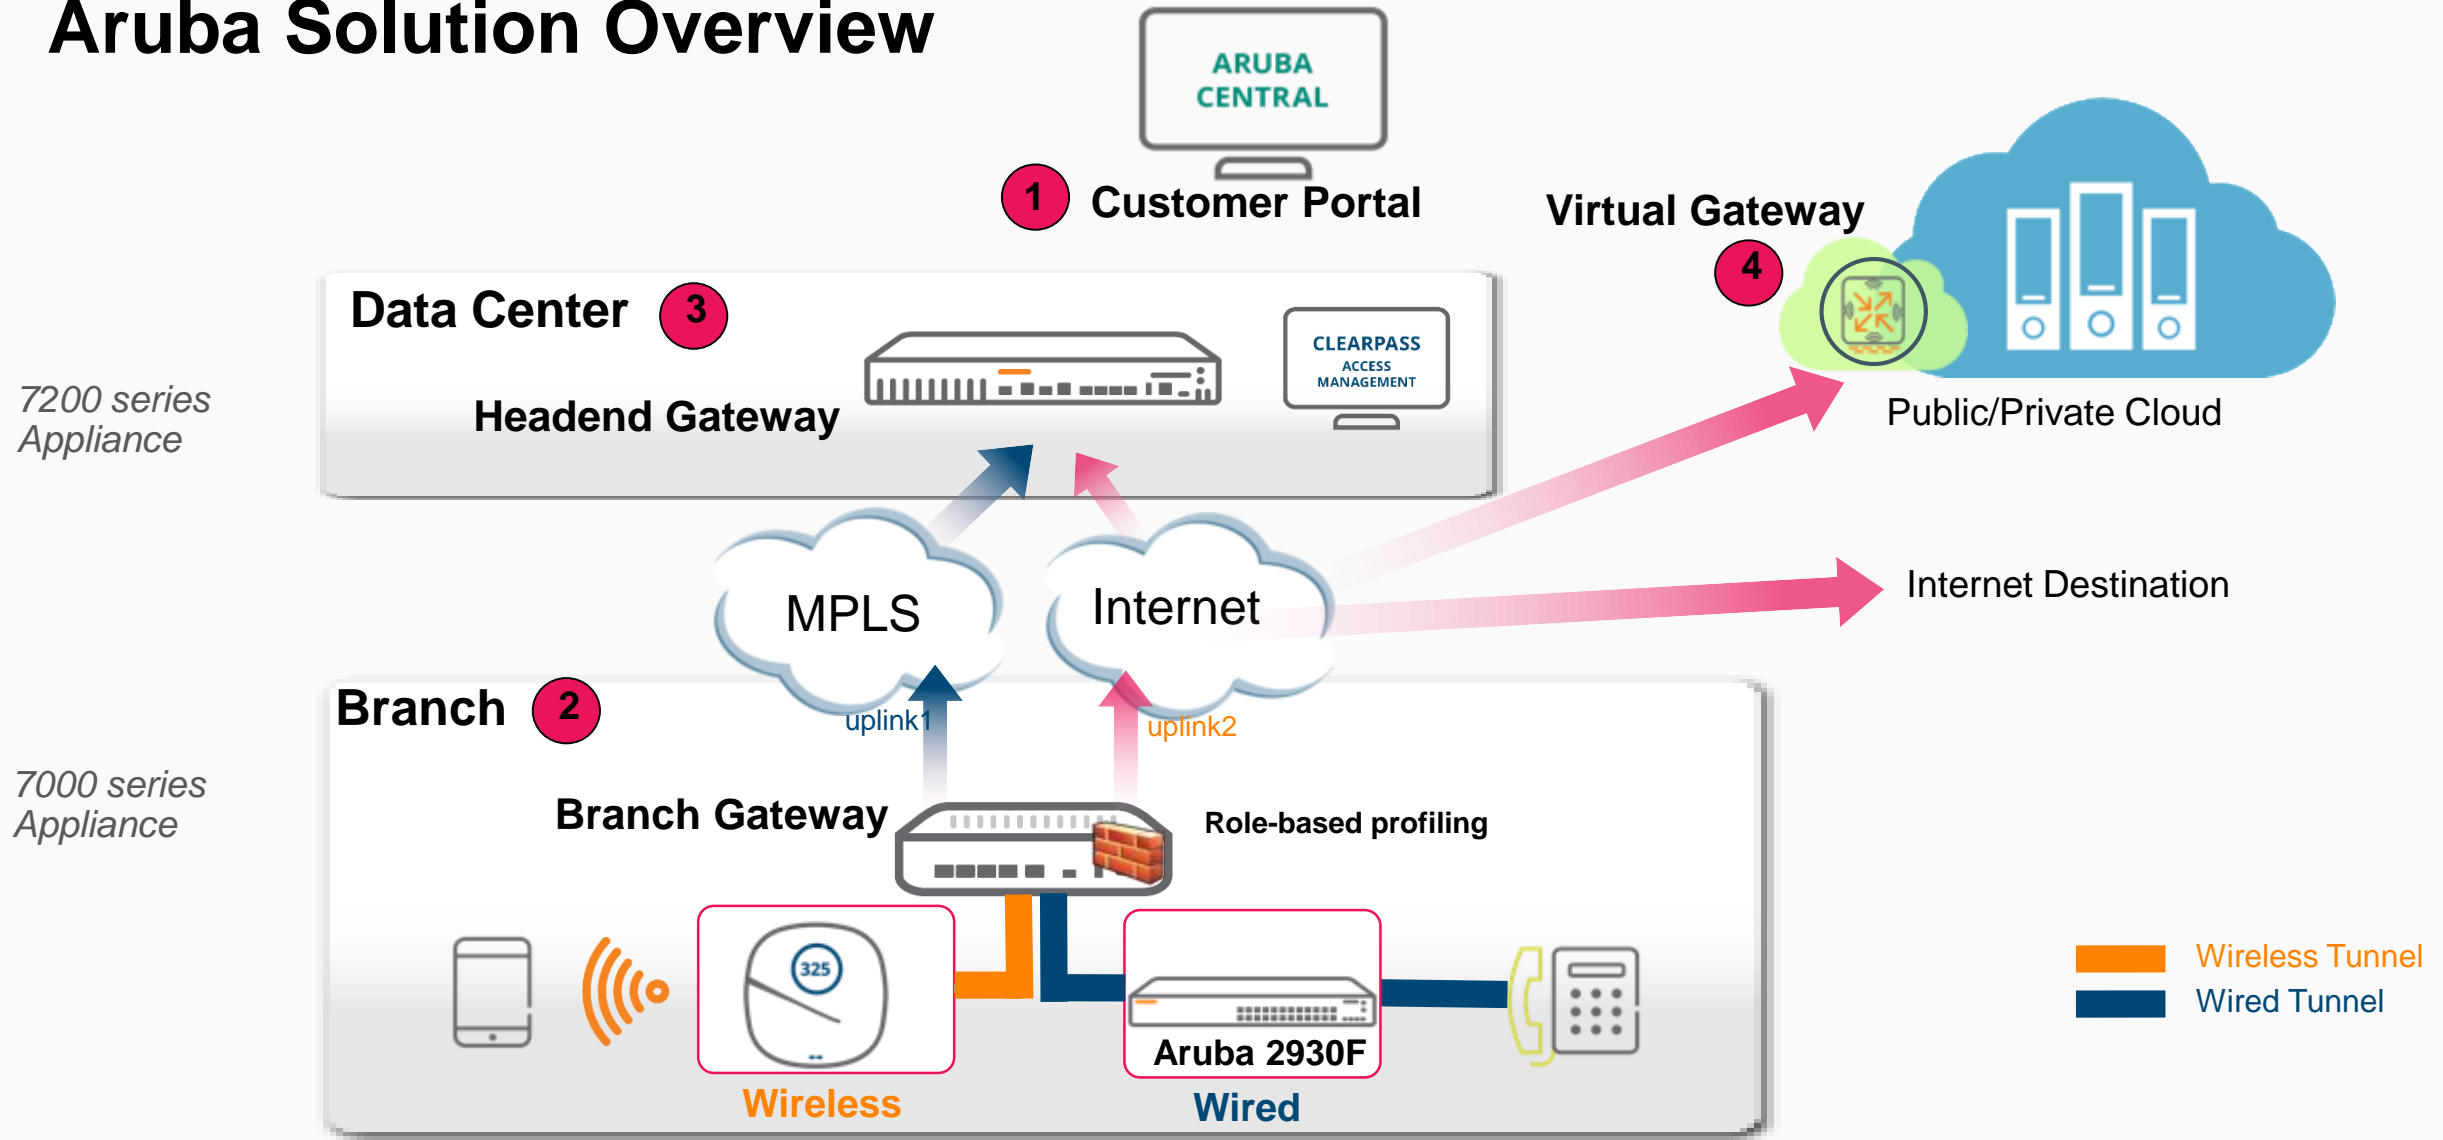 Aruba Solution Overview
ARUBA
CENTRAL
1
Customer Portal
Virtual Gateway
4
Data Center
3
CLEARPASS
ACCESS
MANAGEMENT
7200 series
Appliance
Headend Gateway
Public/Private Cloud
MPLS
Internet
Internet Destination
Branch
2
uplink1
uplink2
7000 series
Appliance
Branch Gateway
Role-based profiling
325
Aruba 2930F
Wireless
Wired
Wireless Tunnel
Wired Tunnel